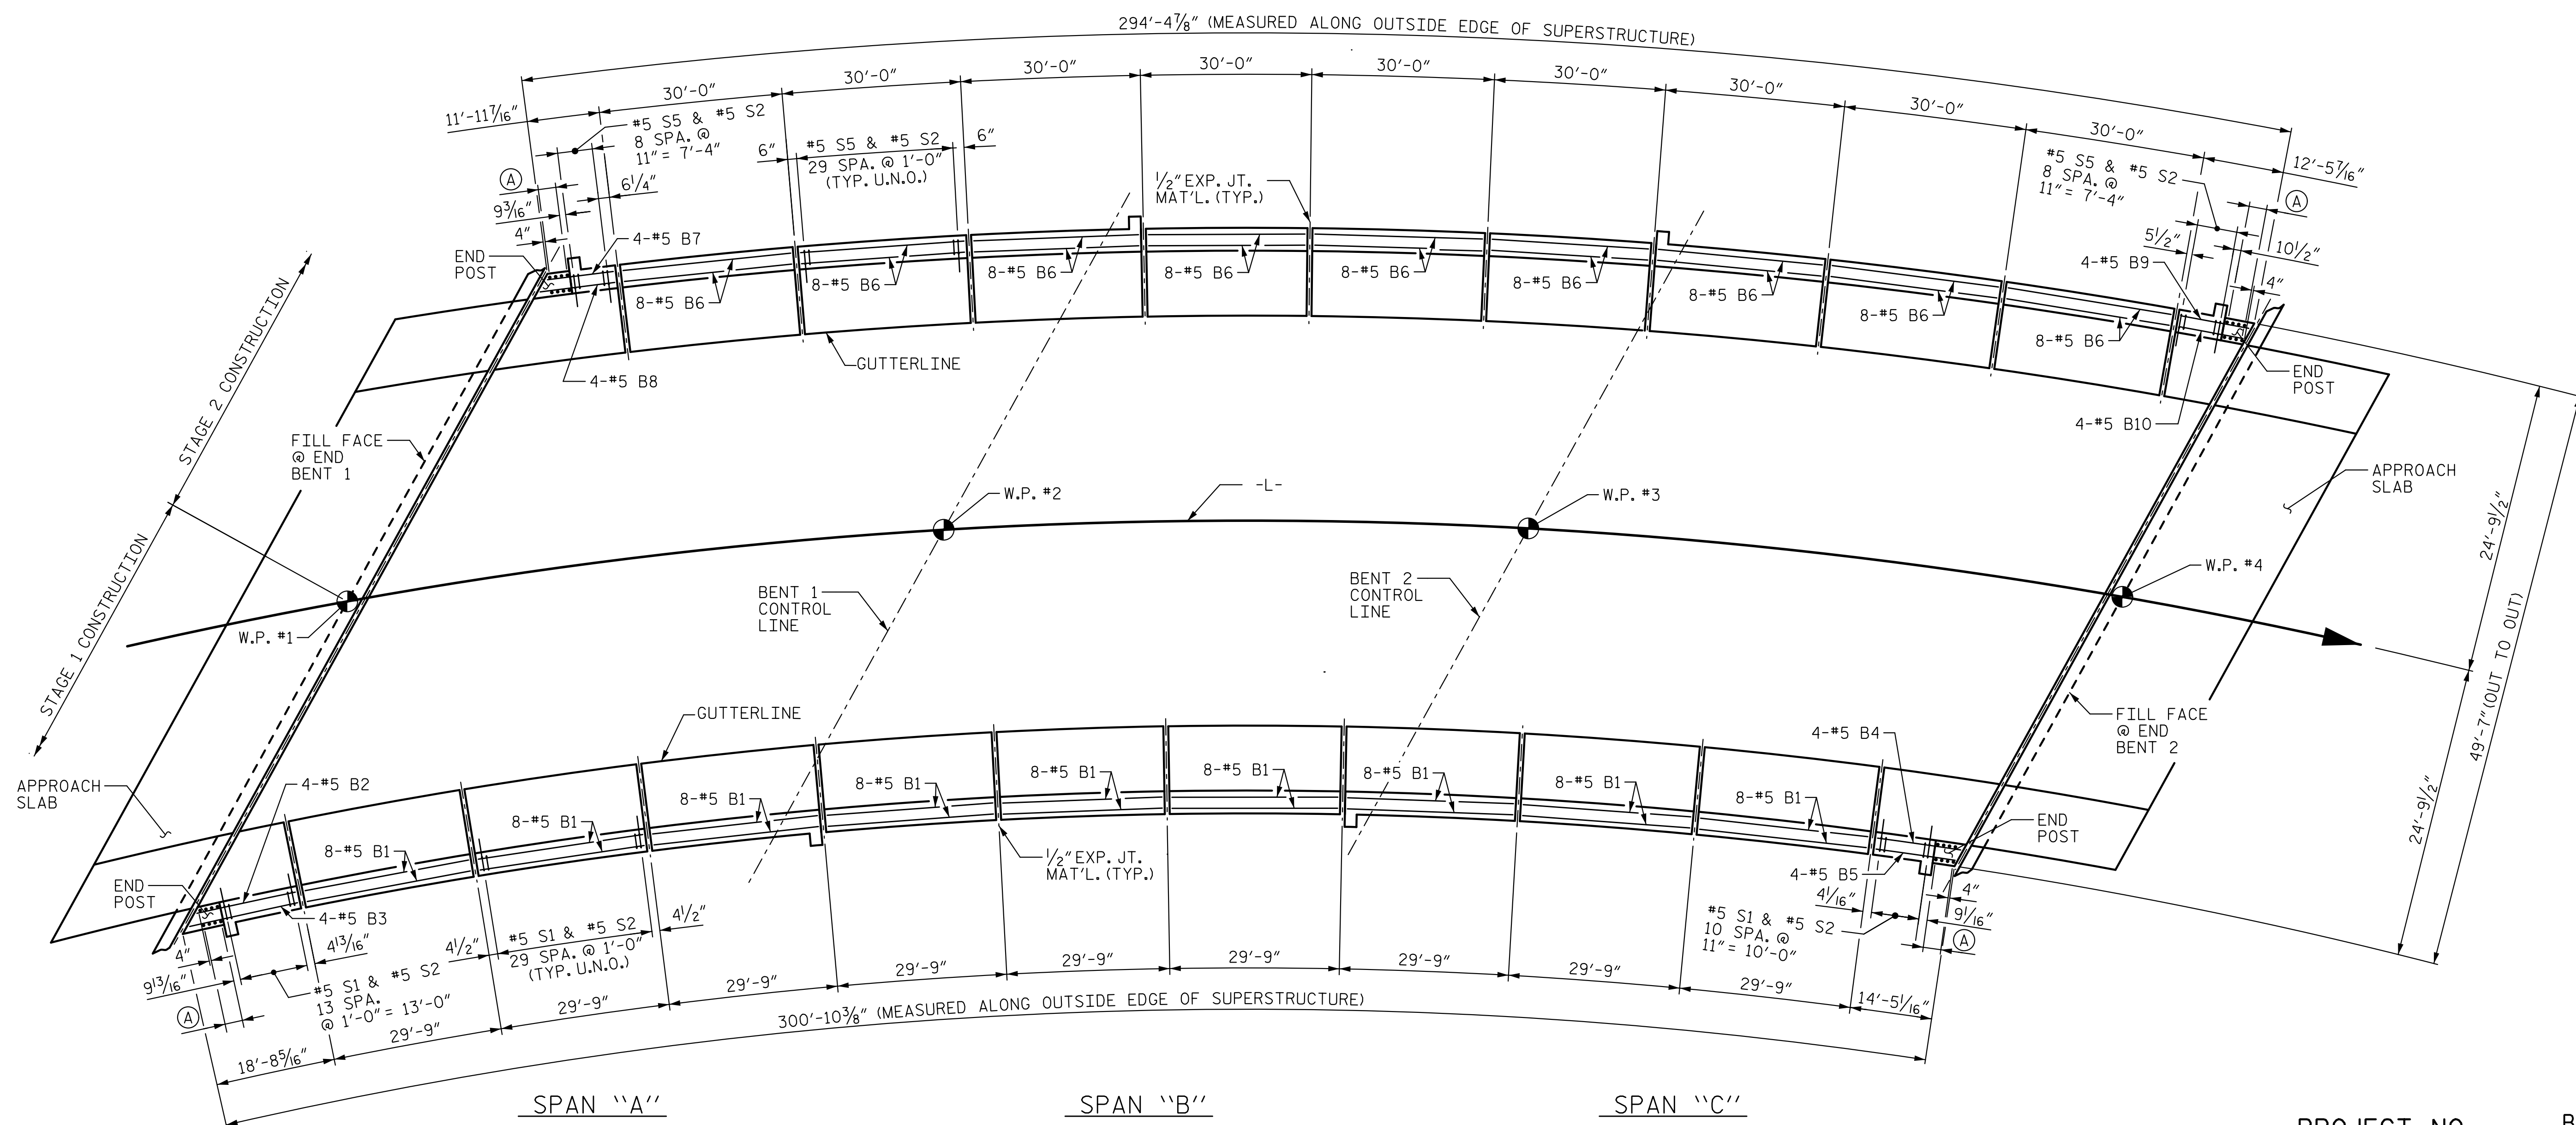 294'-4⅞" (MEASURED ALONG OUTSIDE EDGE OF SUPERSTRUCTURE)
11'-11⁷⁄₁₆"
30'-0"
30'-0"
30'-0"
30'-0"
30'-0"
30'-0"
30'-0"
30'-0"
30'-0"
12'-5⁷⁄₁₆"
#5 S5 & #5 S2
8 SPA. @
11" = 7'-4"
6"
#5 S5 & #5 S2
29 SPA. @ 1'-0"
(TYP. U.N.O.)
6"
½" EXP. JT.
MAT'L. (TYP.)
#5 S5 & #5 S2
8 SPA. @
11" = 7'-4"
A
9³⁄₁₆"
4"
6¼"
A
10½"
5½"
4"
END
POST
4-#5 B7
4-#5 B8
8-#5 B6
8-#5 B6
8-#5 B6
8-#5 B6
8-#5 B6
8-#5 B6
8-#5 B6
8-#5 B6
8-#5 B6
4-#5 B9
4-#5 B10
END
POST
GUTTERLINE
STAGE 2 CONSTRUCTION
STAGE 1 CONSTRUCTION
FILL FACE
@ END
BENT 1
APPROACH
SLAB
W.P. #1
W.P. #2
-L-
W.P. #3
W.P. #4
BENT 1
CONTROL
LINE
BENT 2
CONTROL
LINE
FILL FACE
@ END
BENT 2
24'-9½"
24'-9½"
49'-7" (OUT TO OUT)
GUTTERLINE
APPROACH
SLAB
4-#5 B2
4-#5 B3
8-#5 B1
8-#5 B1
8-#5 B1
8-#5 B1
8-#5 B1
8-#5 B1
8-#5 B1
8-#5 B1
8-#5 B1
4-#5 B4
4-#5 B5
END
POST
END
POST
½" EXP. JT.
MAT'L. (TYP.)
4"
9¹³⁄₁₆"
A
4¹³⁄₁₆"
#5 S1 & #5 S2
13 SPA.
@ 1'-0" = 13'-0"
4½"
#5 S1 & #5 S2
29 SPA. @ 1'-0"
(TYP. U.N.O.)
4½"
#5 S1 & #5 S2
10 SPA. @
11" = 10'-0"
4¹⁄₁₆"
4"
9¹⁄₁₆"
A
18'-8⁵⁄₁₆"
29'-9"
29'-9"
29'-9"
29'-9"
29'-9"
29'-9"
29'-9"
29'-9"
29'-9"
14'-5¹⁄₁₆"
300'-10⅜" (MEASURED ALONG OUTSIDE EDGE OF SUPERSTRUCTURE)
SPAN "A"
SPAN "B"
SPAN "C"